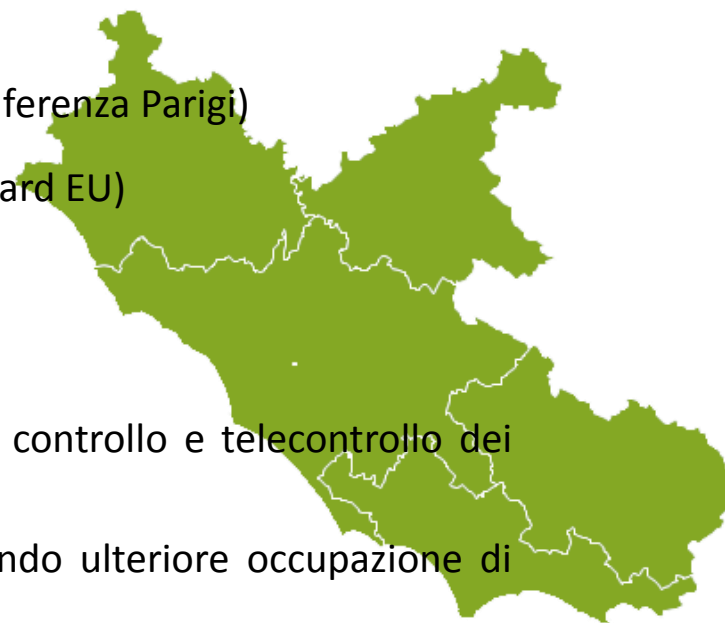 ferenza Parigi)
ard EU)
controllo e telecontrollo dei
ndo ulteriore occupazione di